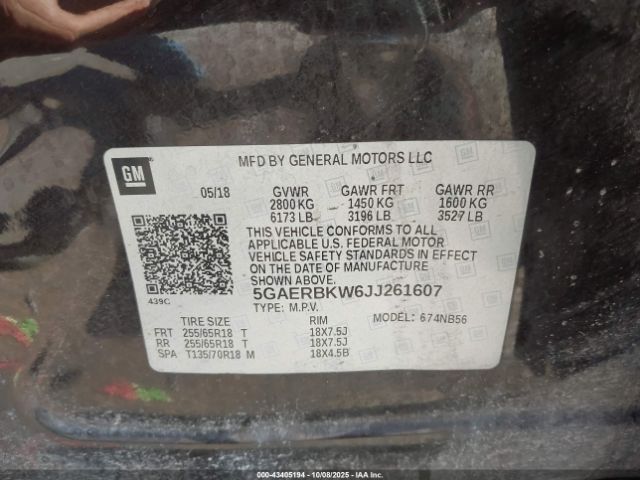 GM
MFD BY GENERAL MOTORS LLC
05/18 GVWR GAWR FRT GAWR RR
2800 KG 1450 KG 1600 KG
6173 LB 3196 LB 3527 LB
THIS VEHICLE CONFORMS TO ALL
APPLICABLE U.S. FEDERAL MOTOR
VEHICLE SAFETY STANDARDS IN EFFECT
ON THE DATE OF MANUFACTURE
SHOWN ABOVE.
439C
5GAERBKW6JJ261607
TYPE: M.P.V. MODEL: 674NB56
TIRE SIZE RIM
FRT 255/65R18 T 18X7.5J
RR 255/65R18 T 18X7.5J
SPA T135/70R18 M 18X4.5B
000-43405194 - 10/08/2025 - IAA Inc.